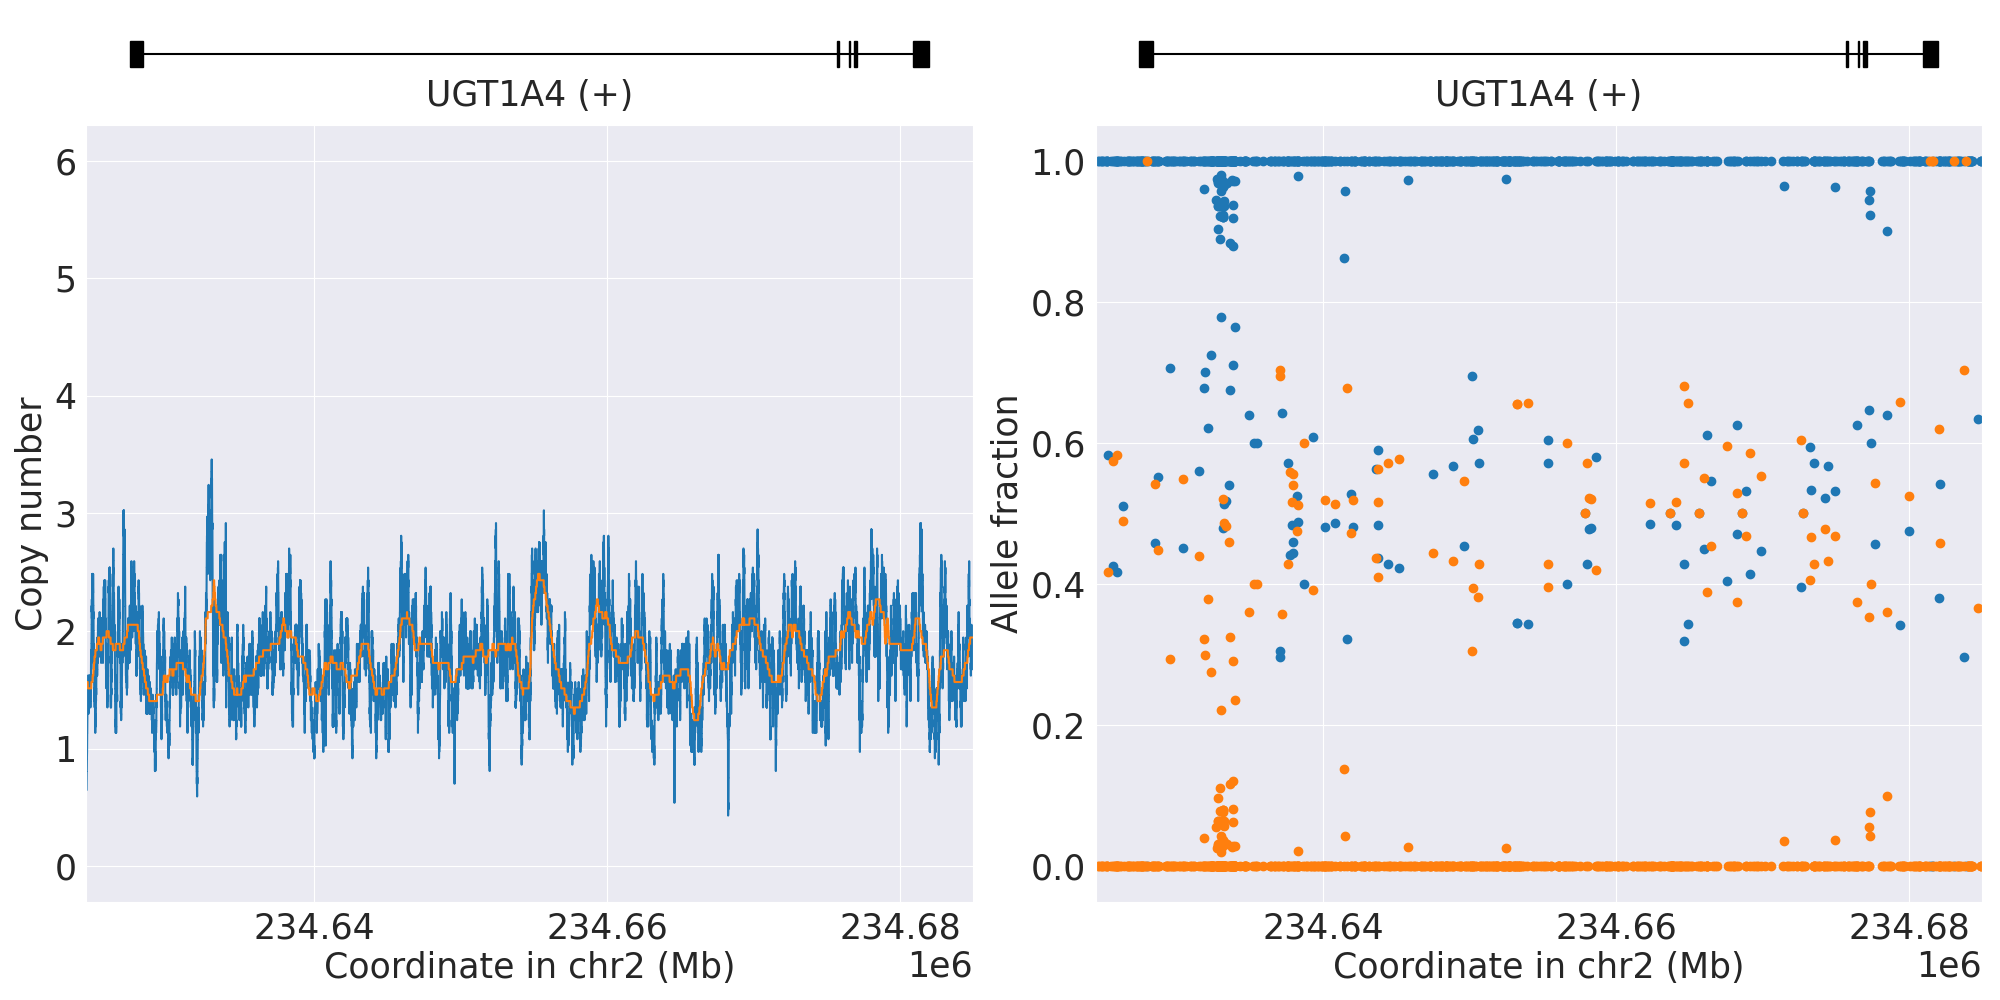 UGT1A4 (+)
6
5
4
3
2
1
0
Copy number
234.64 234.66 234.68
1e6
Coordinate in chr2 (Mb)
UGT1A4 (+)
1.0
0.8
0.6
0.4
0.2
0.0
Allele fraction
234.64 234.66 234.68
1e6
Coordinate in chr2 (Mb)